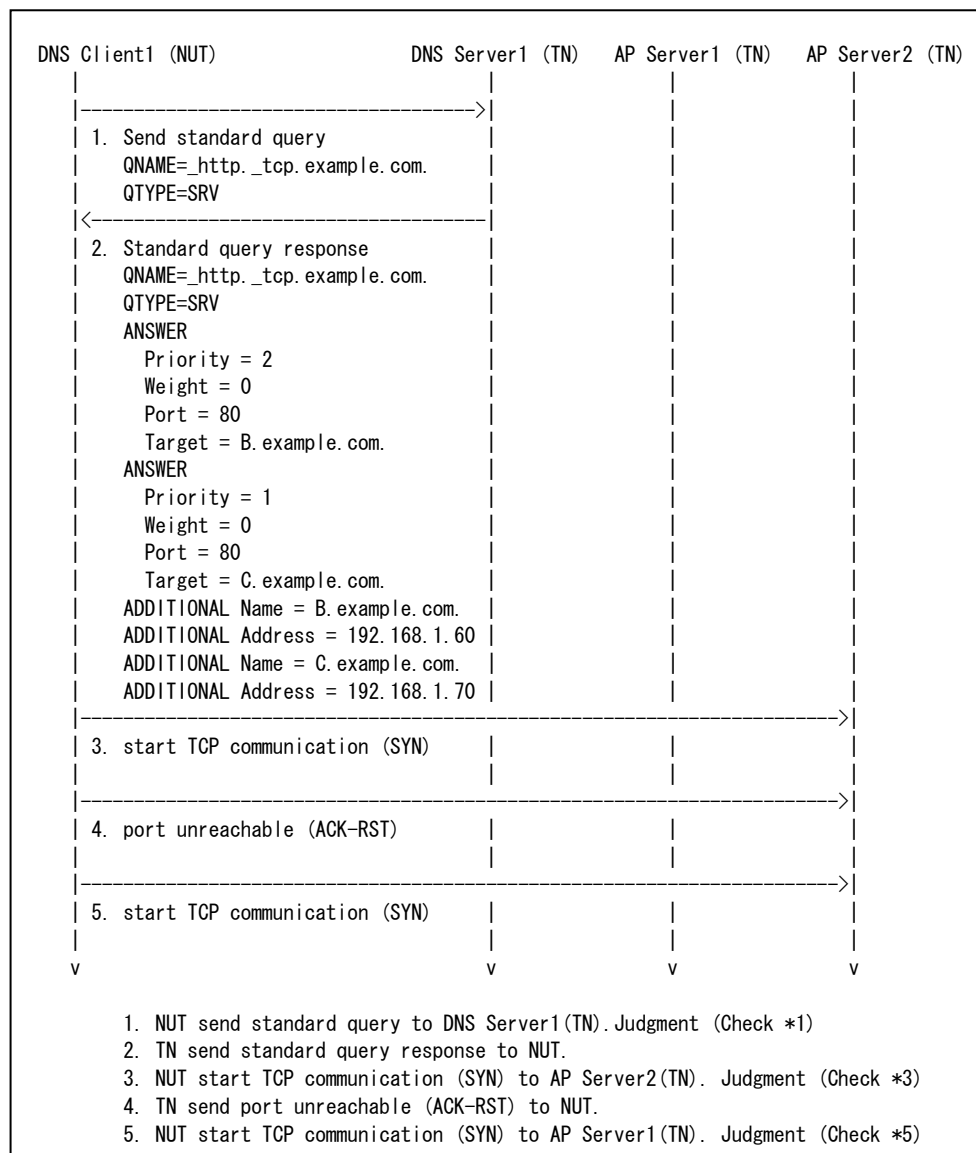 DNS Client1 (NUT) DNS Server1 (TN) AP Server1 (TN) AP Server2 (TN)
1. Send standard query
QNAME=_http._tcp.example.com.
QTYPE=SRV
2. Standard query response
QNAME=_http._tcp.example.com.
QTYPE=SRV
ANSWER
Priority = 2
Weight = 0
Port = 80
Target = B.example.com.
ANSWER
Priority = 1
Weight = 0
Port = 80
Target = C.example.com.
ADDITIONAL Name = B.example.com.
ADDITIONAL Address = 192.168.1.60
ADDITIONAL Name = C.example.com.
ADDITIONAL Address = 192.168.1.70
3. start TCP communication (SYN)
4. port unreachable (ACK-RST)
5. start TCP communication (SYN)
v v v v
1. NUT send standard query to DNS Server1(TN).Judgment (Check *1)
2. TN send standard query response to NUT.
3. NUT start TCP communication (SYN) to AP Server2(TN). Judgment (Check *3)
4. TN send port unreachable (ACK-RST) to NUT.
5. NUT start TCP communication (SYN) to AP Server1(TN). Judgment (Check *5)